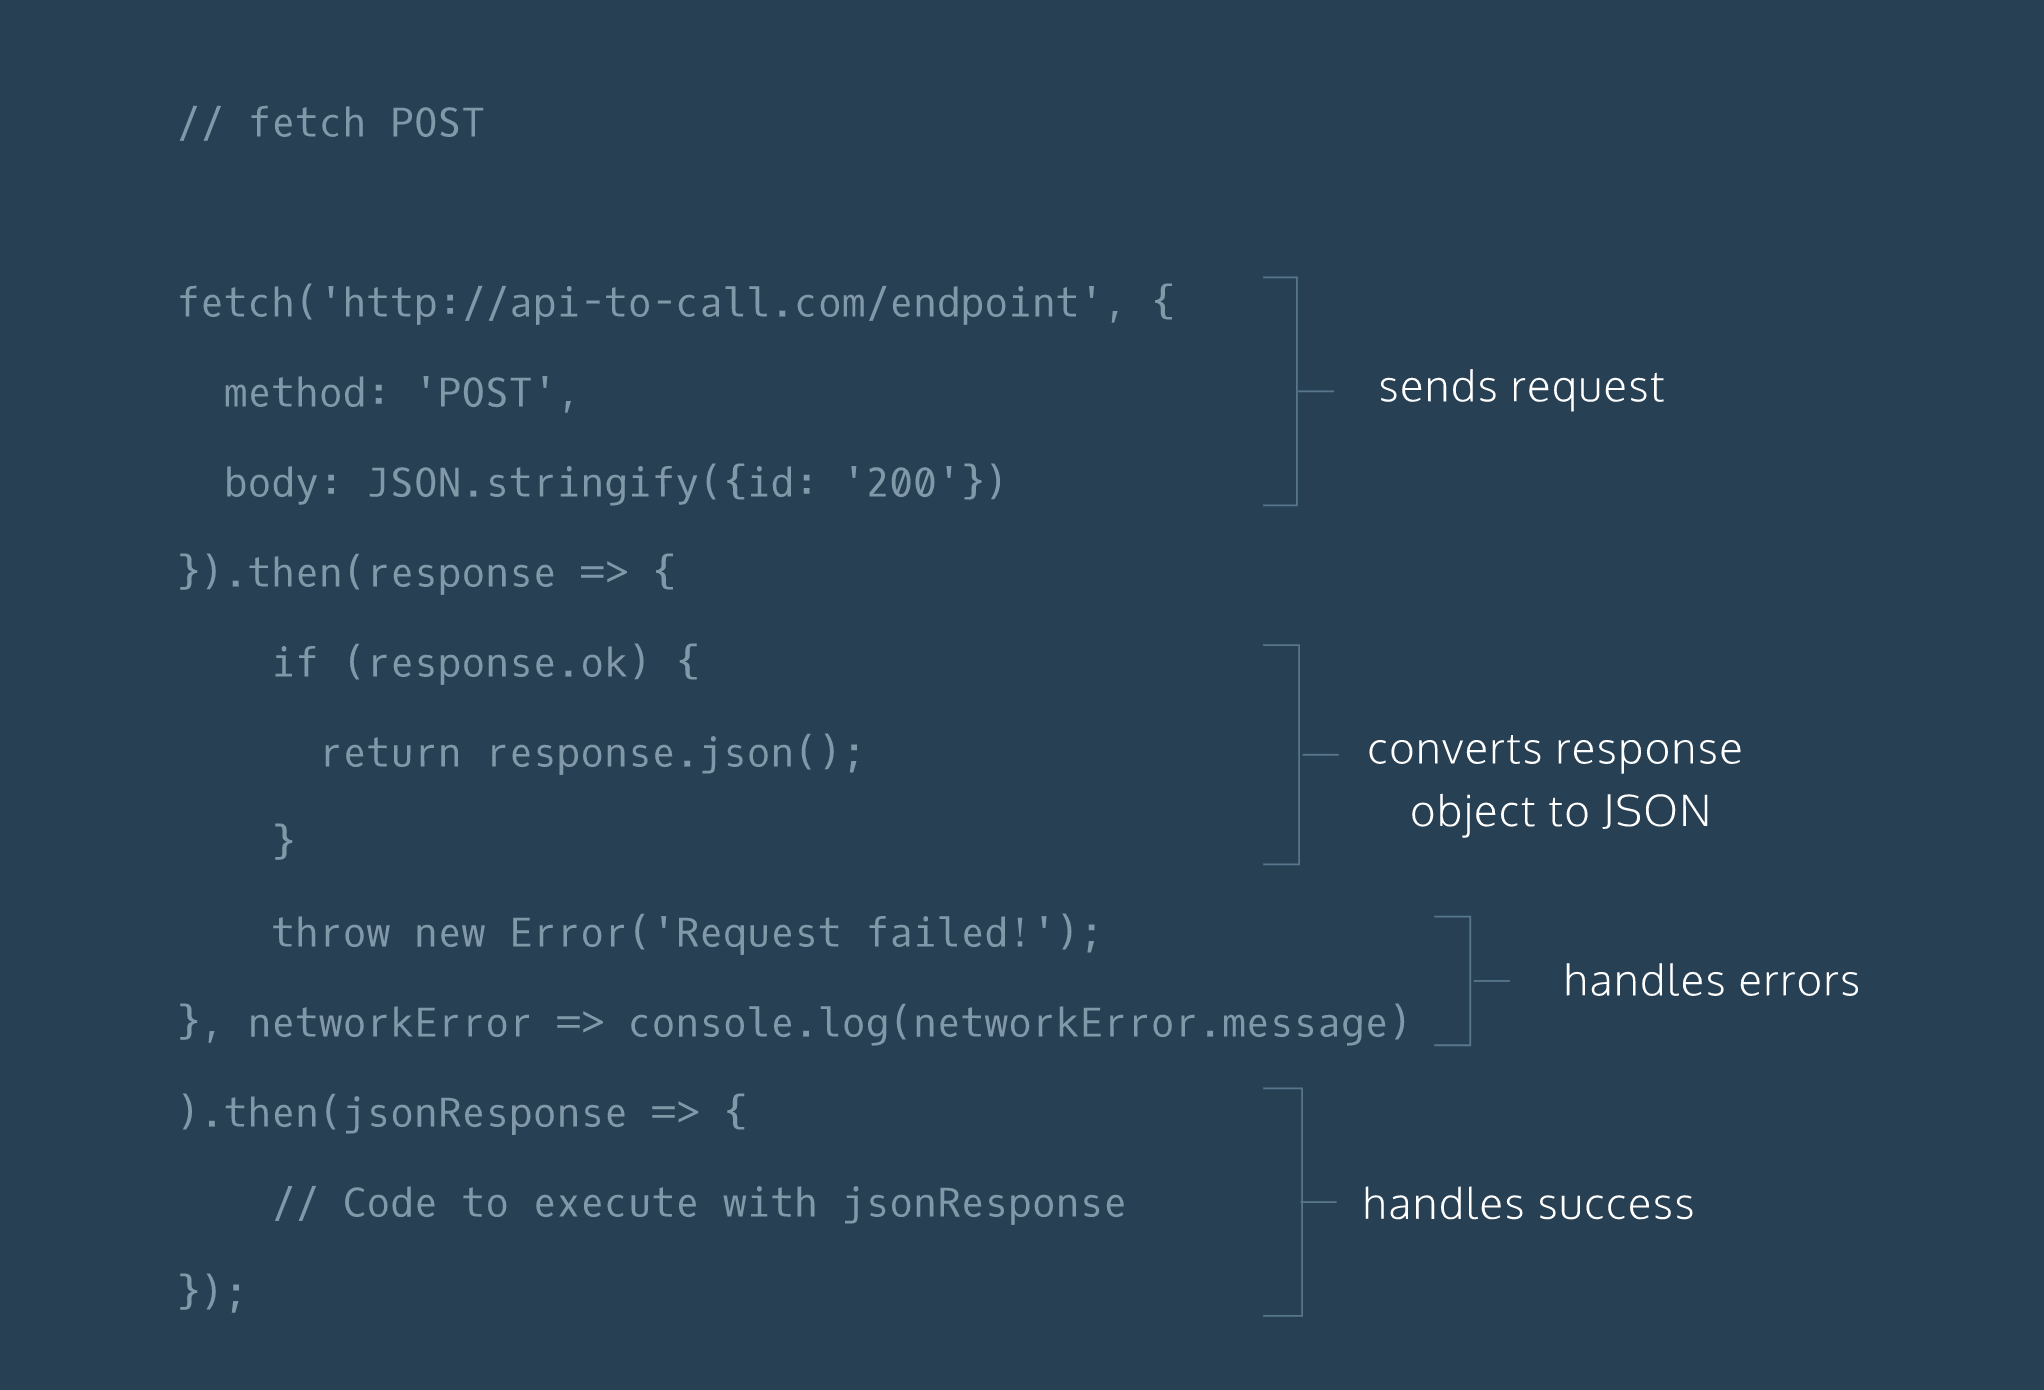 // fetch POST
fetch('http://api-to-call.com/endpoint', {
  method: 'POST',
  body: JSON.stringify({id: '200'})
sends request
}).then(response => {
    if (response.ok) {
      return response.json();
    }
converts response
object to JSON
    throw new Error('Request failed!');
}, networkError => console.log(networkError.message)
handles errors
).then(jsonResponse => {
    // Code to execute with jsonResponse
});
handles success